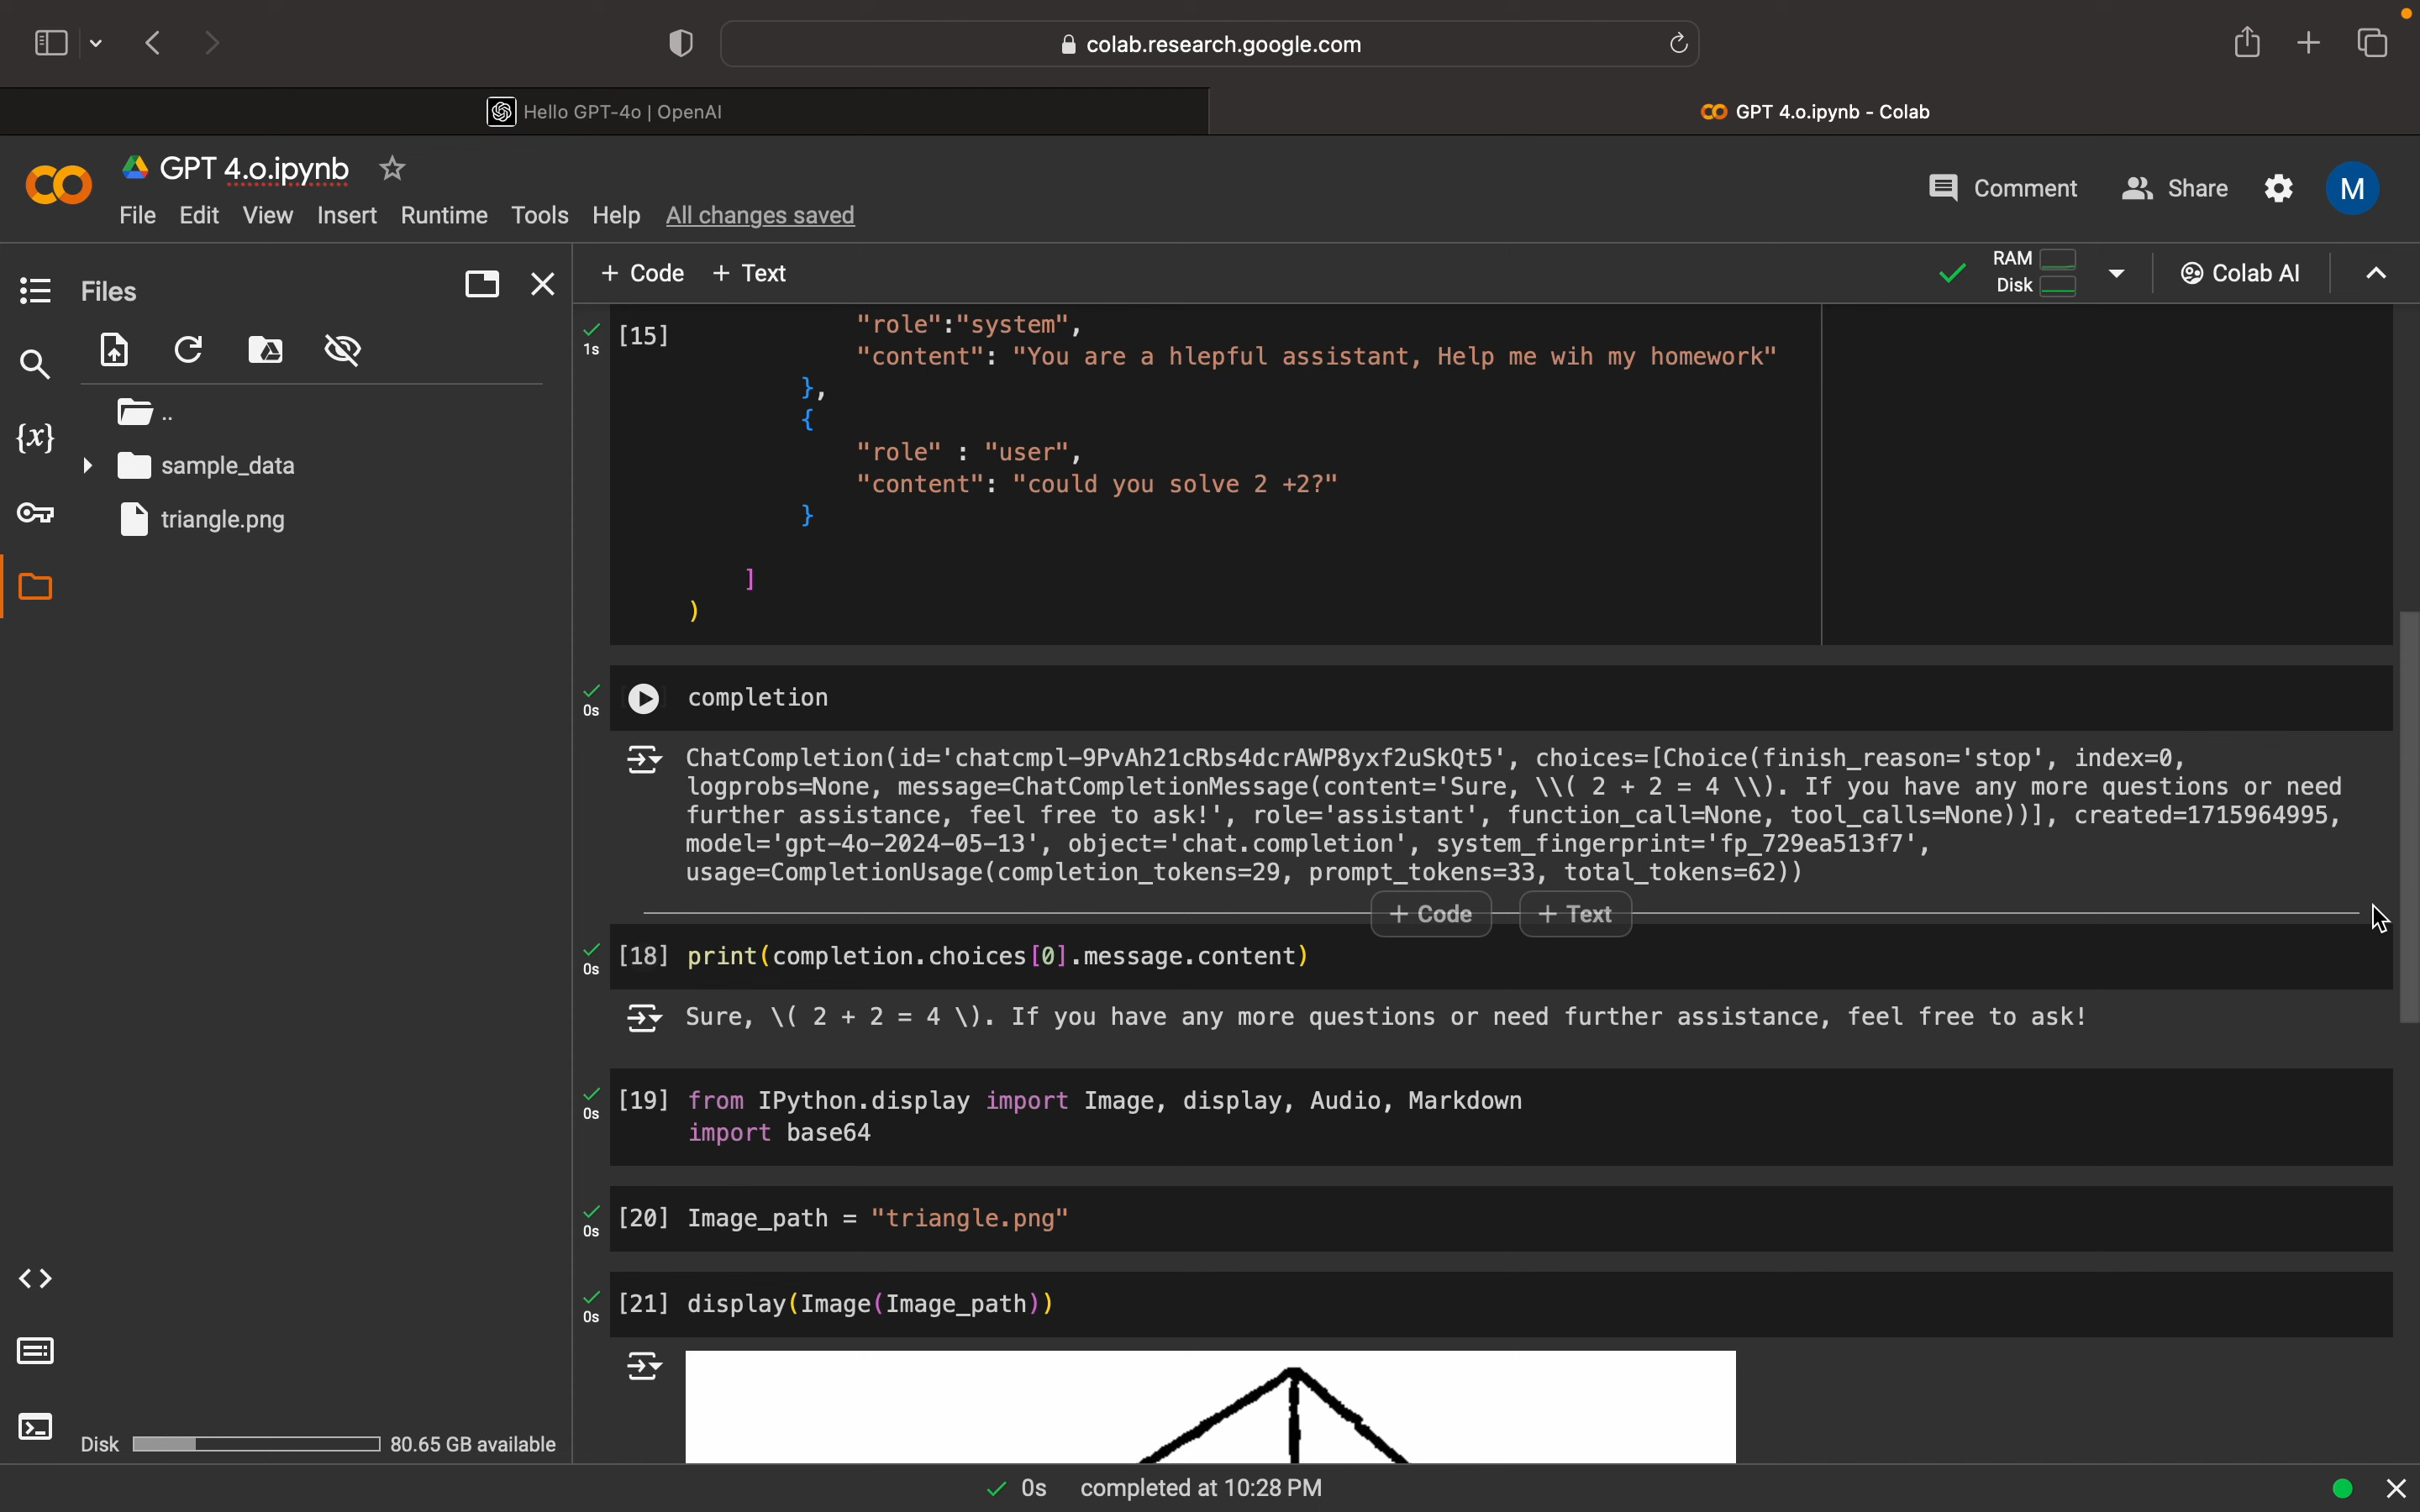 colab.research.google.com
Hello GPT-4o | OpenAI
GPT 4.o.ipynb - Colab
GPT 4.o.ipynb
Comment
Share
M
File Edit View Insert Runtime Tools Help All changes saved
Files
+ Code + Text
RAM
Disk
Colab AI
..
sample_data
triangle.png
{x}
1s
[15]
"role":"system",
"content": "You are a hlepful assistant, Help me wih my homework"
},
{
"role" : "user",
"content": "could you solve 2 +2?"
}
]
)
0s
completion
ChatCompletion(id='chatcmpl-9PvAh21cRbs4dcrAWP8yxf2uSkQt5', choices=[Choice(finish_reason='stop', index=0,
logprobs=None, message=ChatCompletionMessage(content='Sure, \\( 2 + 2 = 4 \\). If you have any more questions or need
further assistance, feel free to ask!', role='assistant', function_call=None, tool_calls=None))], created=1715964995,
model='gpt-4o-2024-05-13', object='chat.completion', system_fingerprint='fp_729ea513f7',
usage=CompletionUsage(completion_tokens=29, prompt_tokens=33, total_tokens=62))
+ Code + Text
0s
[18] print(completion.choices[0].message.content)
Sure, \( 2 + 2 = 4 \). If you have any more questions or need further assistance, feel free to ask!
0s
[19] from IPython.display import Image, display, Audio, Markdown
import base64
0s
[20] Image_path = "triangle.png"
0s
[21] display(Image(Image_path))
Disk 80.65 GB available
0s completed at 10:28 PM